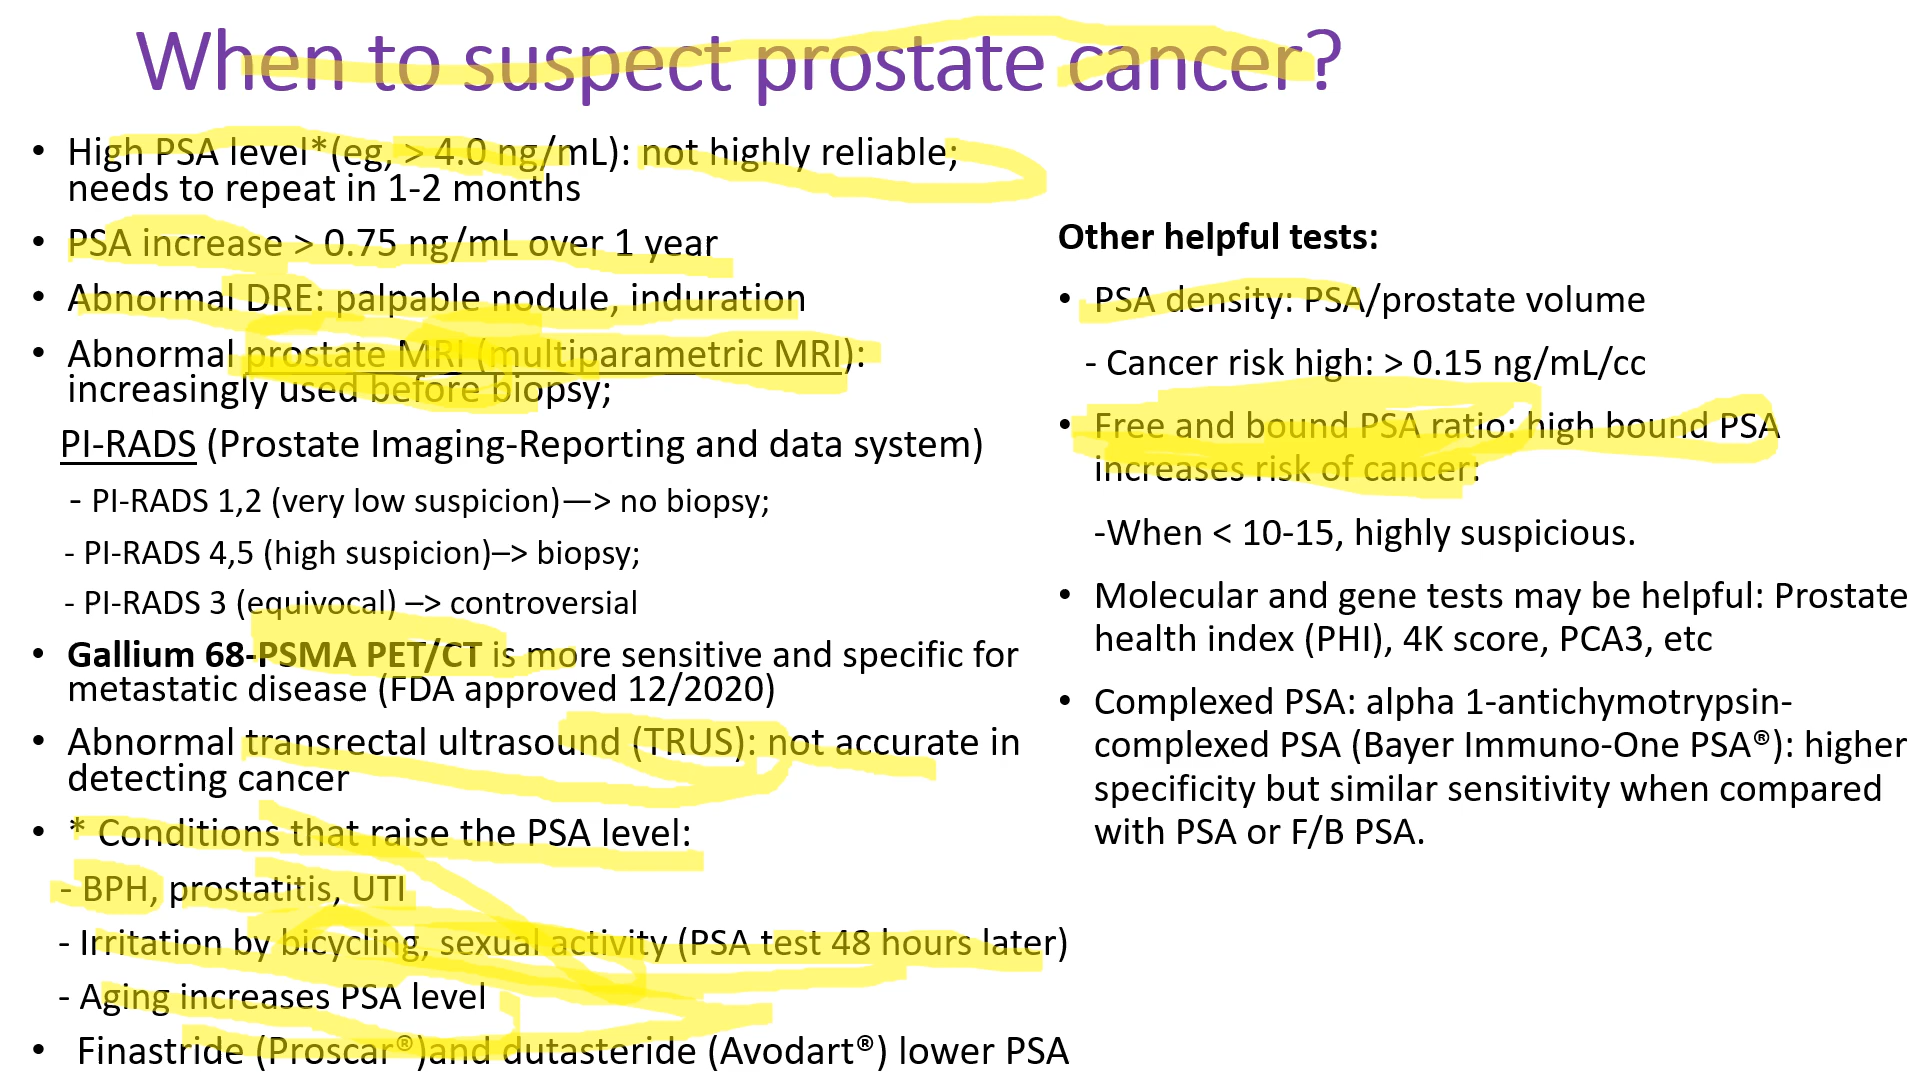 When to suspect prostate cancer?
• High PSA level*(eg, > 4.0 ng/mL): not highly reliable;
needs to repeat in 1-2 months
• PSA increase > 0.75 ng/mL over 1 year
• Abnormal DRE: palpable nodule, induration
• Abnormal prostate MRI (multiparametric MRI):
increasingly used before biopsy;
PI-RADS (Prostate Imaging-Reporting and data system)
- PI-RADS 1,2 (very low suspicion)—> no biopsy;
- PI-RADS 4,5 (high suspicion)–> biopsy;
- PI-RADS 3 (equivocal) –> controversial
• Gallium 68-PSMA PET/CT is more sensitive and specific for
metastatic disease (FDA approved 12/2020)
• Abnormal transrectal ultrasound (TRUS): not accurate in
detecting cancer
• * Conditions that raise the PSA level:
- BPH, prostatitis, UTI
- Irritation by bicycling, sexual activity (PSA test 48 hours later)
- Aging increases PSA level
• Finastride (Proscar®)and dutasteride (Avodart®) lower PSA
Other helpful tests:
• PSA density: PSA/prostate volume
- Cancer risk high: > 0.15 ng/mL/cc
• Free and bound PSA ratio: high bound PSA
increases risk of cancer:
-When < 10-15, highly suspicious.
• Molecular and gene tests may be helpful: Prostate
health index (PHI), 4K score, PCA3, etc
• Complexed PSA: alpha 1-antichymotrypsin-
complexed PSA (Bayer Immuno-One PSA®): higher
specificity but similar sensitivity when compared
with PSA or F/B PSA.